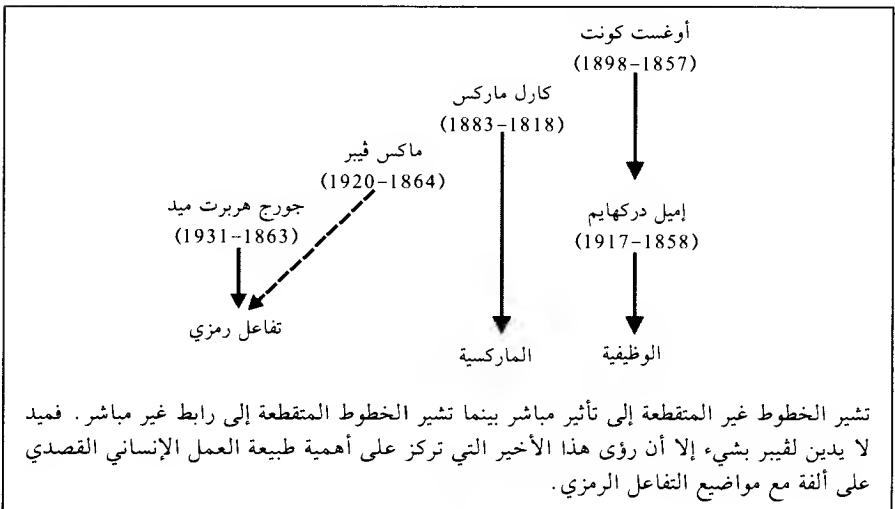 أوغست كونت
(1857-1898)
كارل ماركس
(1818-1883)
ماكس ڤيبر
(1864-1920)
جورج هربرت ميد
(1863-1931)
إميل دركهايم
(1858-1917)
تفاعل رمزي
الماركسية
الوظيفية
تشير الخطوط غير المتقطعة إلى تأثير مباشر بينما تشير الخطوط المتقطعة إلى رابط غير مباشر. فميد
لا يدين لڤيبر بشيء إلا أن رؤى هذا الأخير التي تركز على أهمية طبيعة العمل الإنساني القصدي
على ألفة مع مواضيع التفاعل الرمزي.